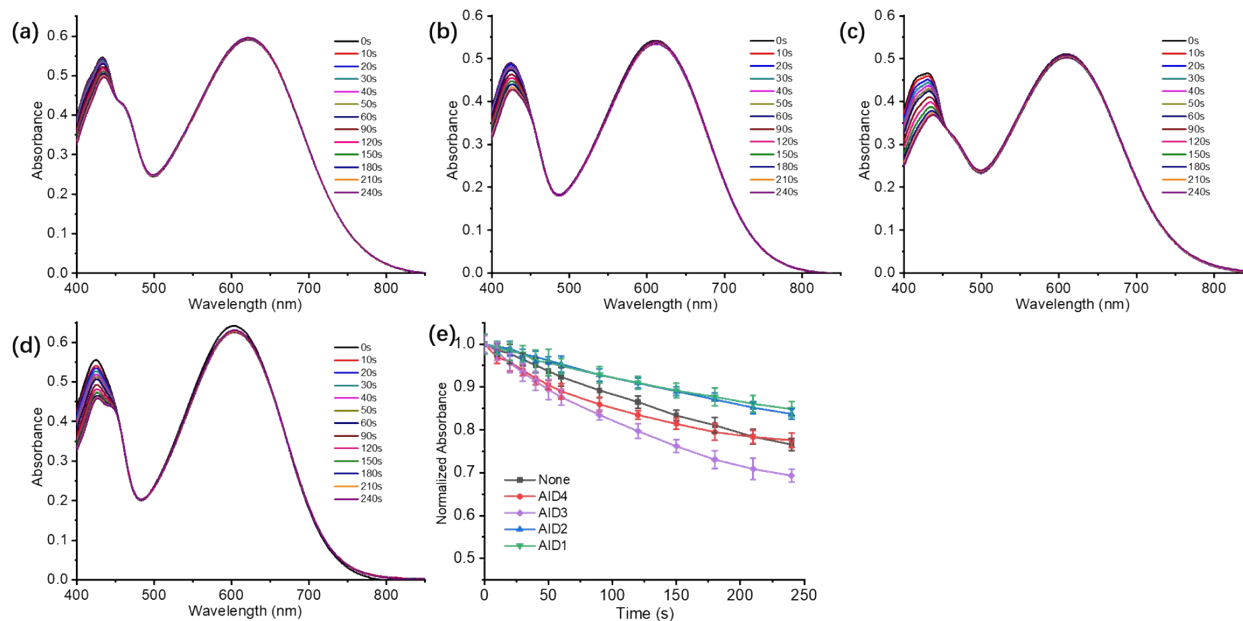 (a)
0.6
0.5
0.4
0.3
0.2
0.1
0.0
Absorbance
400 500 600 700 800
Wavelength (nm)
0s
10s
20s
30s
40s
50s
60s
90s
120s
150s
180s
210s
240s
(b)
0.6
0.5
0.4
0.3
0.2
0.1
0.0
Absorbance
400 500 600 700 800
Wavelength (nm)
0s
10s
20s
30s
40s
50s
60s
90s
120s
150s
180s
210s
240s
(c)
0.6
0.5
0.4
0.3
0.2
0.1
0.0
Absorbance
400 500 600 700 800
Wavelength (nm)
0s
10s
20s
30s
40s
50s
60s
90s
120s
150s
180s
210s
240s
(d)
0.6
0.5
0.4
0.3
0.2
0.1
0.0
Absorbance
400 500 600 700 800
Wavelength (nm)
0s
10s
20s
30s
40s
50s
60s
90s
120s
150s
180s
210s
240s
(e)
1.0
0.9
0.8
0.7
0.6
0.5
Normalized Absorbance
0 50 100 150 200 250
Time (s)
None
AID4
AID3
AID2
AID1